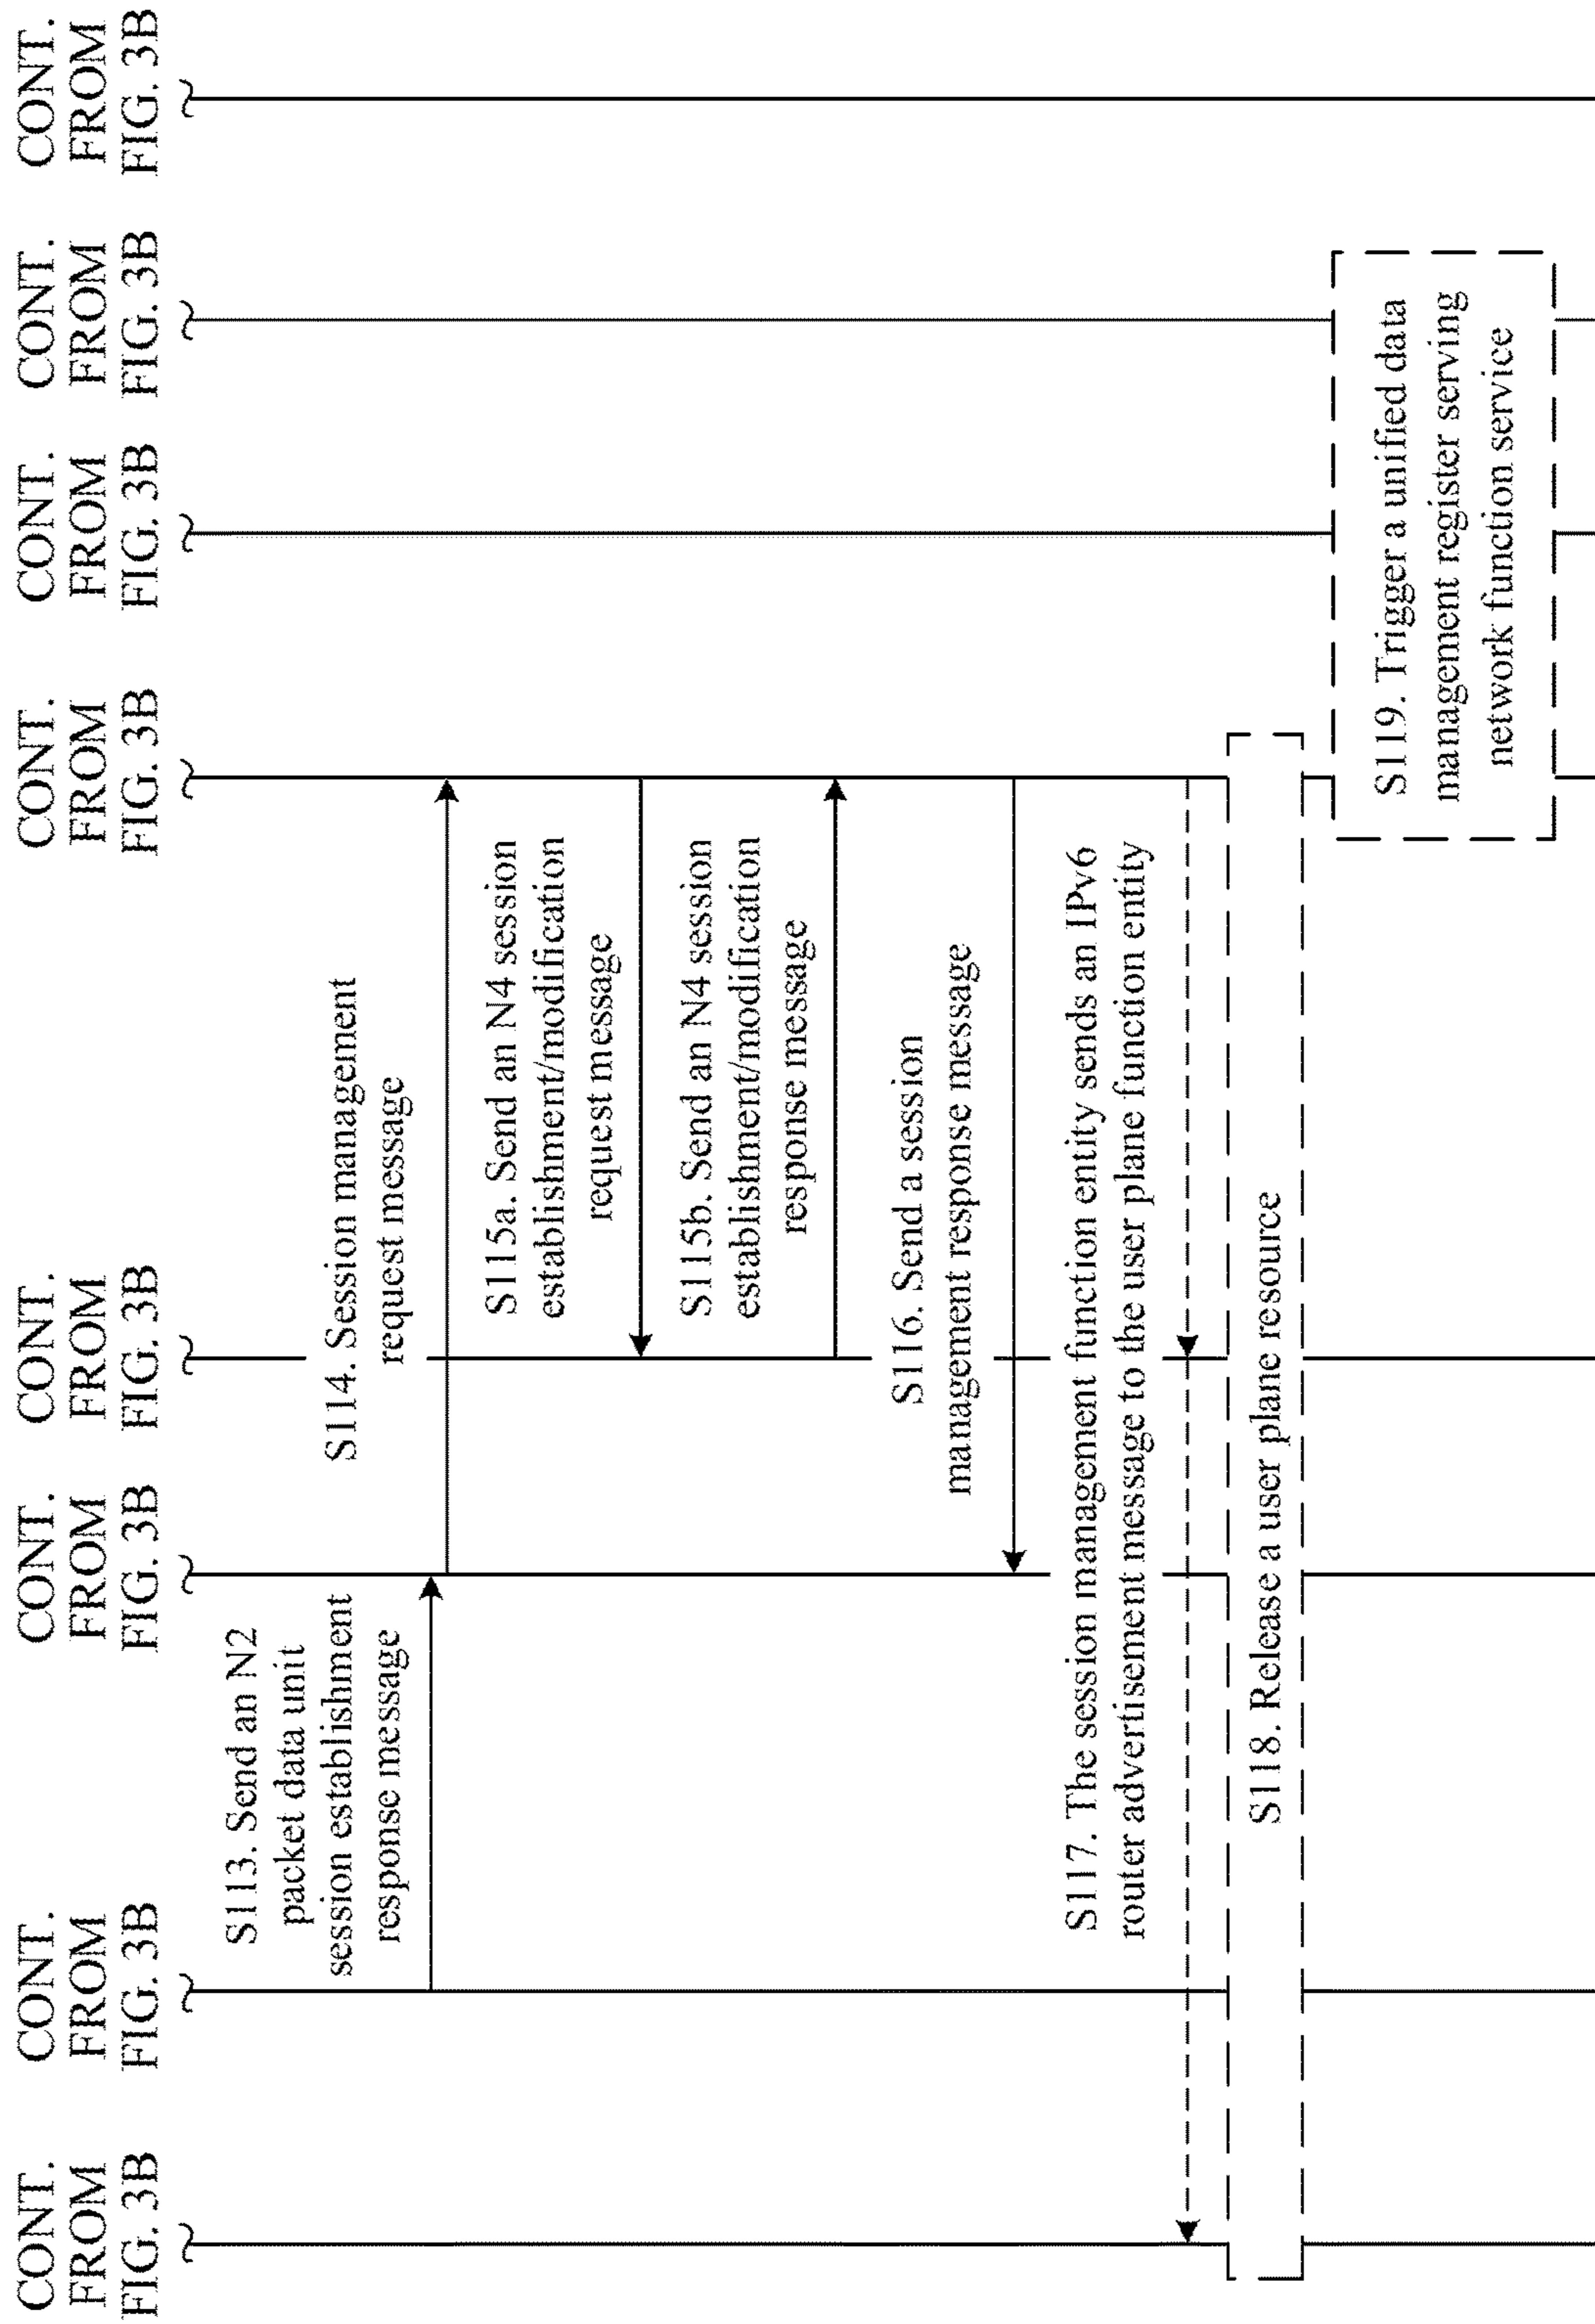 CONT.
FROM
FIG. 3B
CONT.
FROM
FIG. 3B
CONT.
FROM
FIG. 3B
CONT.
FROM
FIG. 3B
CONT.
FROM
FIG. 3B
CONT.
FROM
FIG. 3B
CONT.
FROM
FIG. 3B
CONT.
FROM
FIG. 3B
S113. Send an N2
packet data unit
session establishment
response message
S114. Session management
request message
S115a. Send an N4 session
establishment/modification
request message
S115b. Send an N4 session
establishment/modification
response message
S116. Send a session
management response message
S117. The session management function entity sends an IPv6
router advertisement message to the user plane function entity
S118. Release a user plane resource
S119. Trigger a unified data
management register serving
network function service